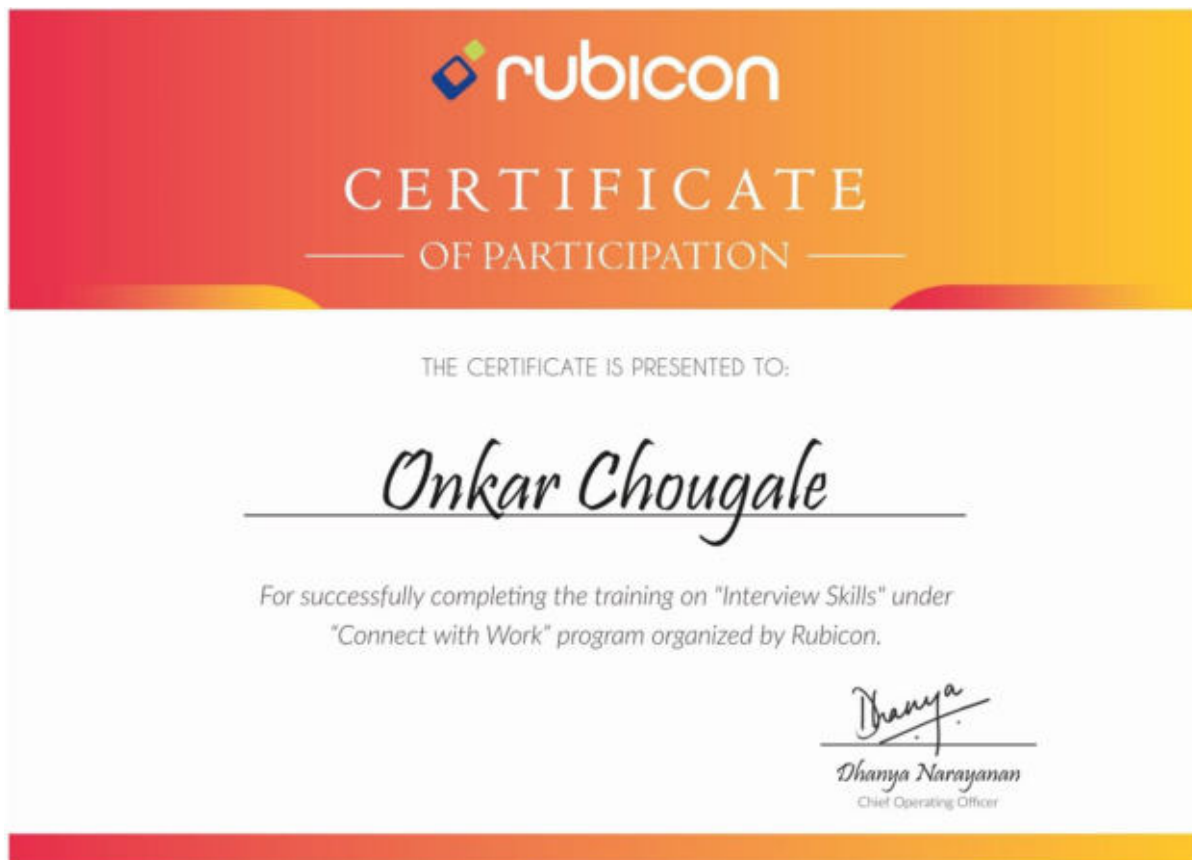 rubicon
CERTIFICATE
OF PARTICIPATION
THE CERTIFICATE IS PRESENTED TO:
Onkar Chougale
For successfully completing the training on "Interview Skills" under
"Connect with Work" program organized by Rubicon.
Dhanya
Dhanya Narayanan
Chief Operating Officer